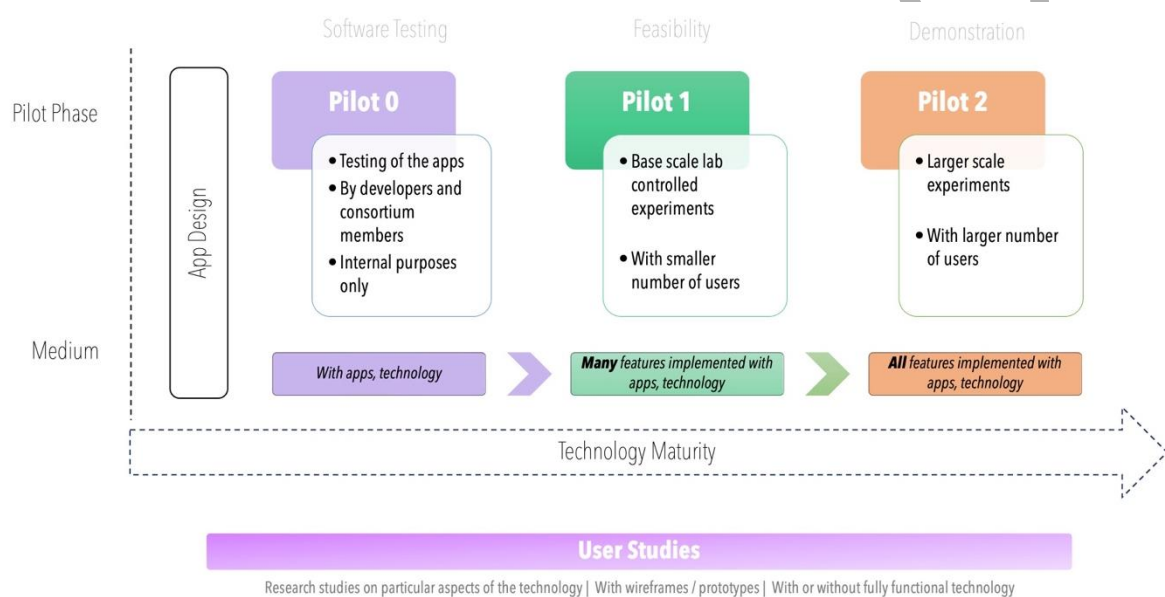 Software Testing
Feasibility
Demonstration
Pilot Phase
App Design
Pilot 0
• Testing of the apps
• By developers and
consortium
members
• Internal purposes
only
Pilot 1
• Base scale lab
controlled
experiments
• With smaller
number of users
Pilot 2
• Larger scale
experiments
• With larger number
of users
Medium
With apps, technology
Many features implemented with
apps, technology
All features implemented with
apps, technology
Technology Maturity
User Studies
Research studies on particular aspects of the technology | With wireframes / prototypes | With or without fully functional technology